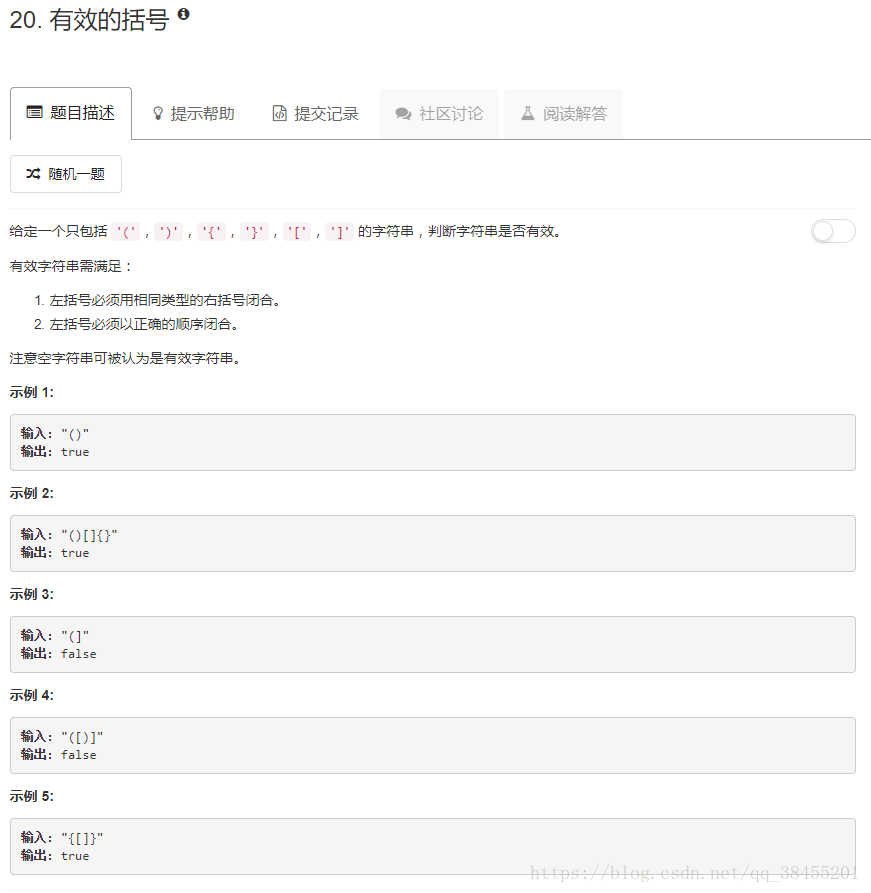 20. 有效的括号
题目描述 提示帮助 提交记录 社区讨论 阅读解答
随机一题
给定一个只包括 '(' ，')' ，'{' ，'}' ，'[' ，']' 的字符串，判断字符串是否有效。
有效字符串需满足：
1. 左括号必须用相同类型的右括号闭合。
2. 左括号必须以正确的顺序闭合。
注意空字符串可被认为是有效字符串。
示例 1:
输入: "()"
输出: true
示例 2:
输入: "()[]{}"
输出: true
示例 3:
输入: "(]"
输出: false
示例 4:
输入: "([)]"
输出: false
示例 5:
输入: "{[]}"
输出: true
https://blog.csdn.net/qq_38455201